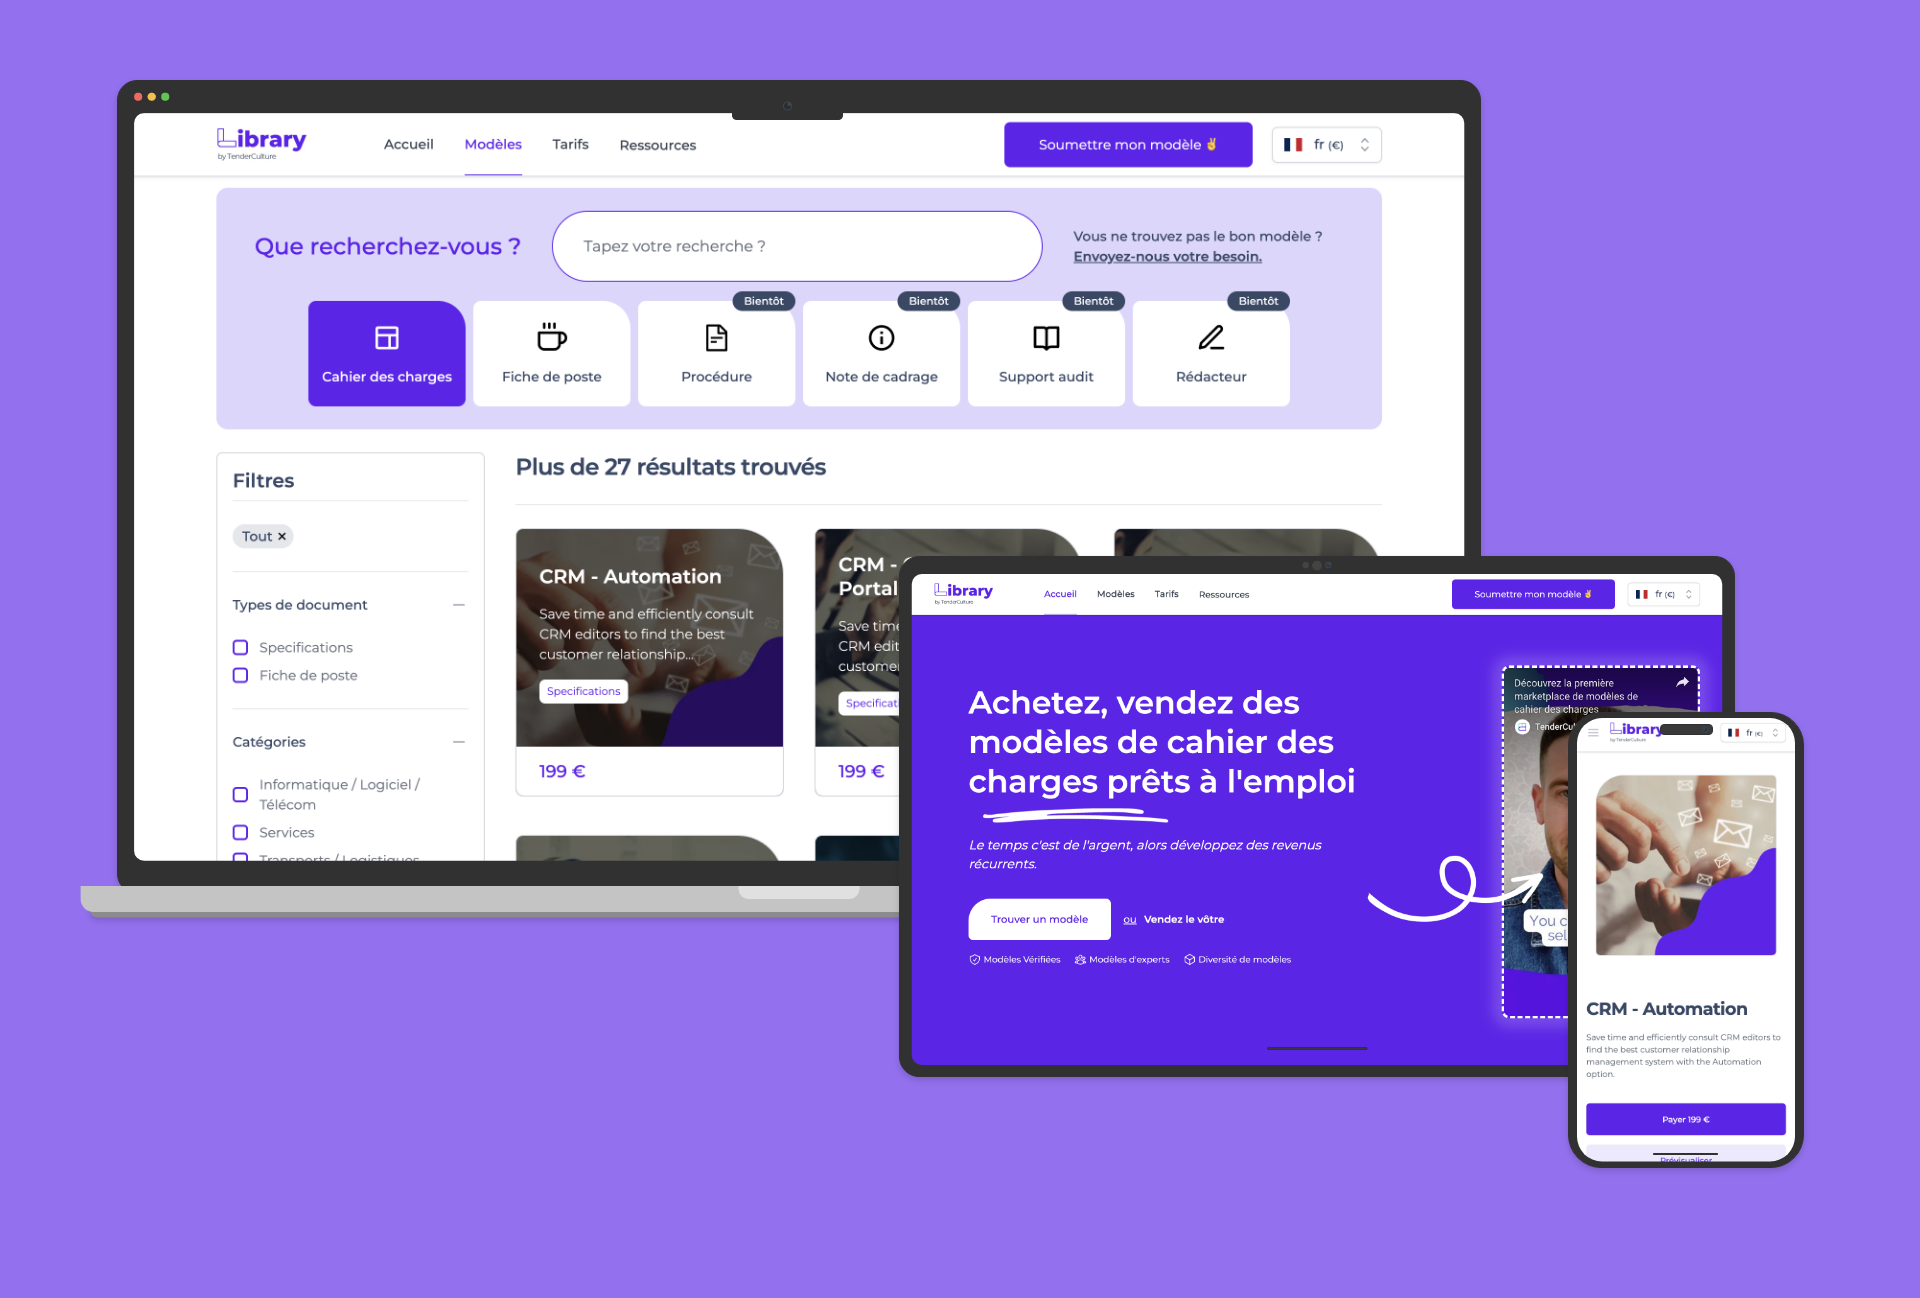 Library
by TenderCulture
Accueil
Modèles
Tarifs
Ressources
Soumettre mon modèle ✌
fr (€)
Que recherchez-vous ?
Tapez votre recherche ?
Vous ne trouvez pas le bon modèle ?
Envoyez-nous votre besoin.
Cahier des charges
Fiche de poste
Bientôt
Procédure
Bientôt
Note de cadrage
Bientôt
Support audit
Bientôt
Rédacteur
Filtres
Tout ×
Types de document
Specifications
Fiche de poste
Catégories
Informatique / Logiciel /
Télécom
Services
Transports / Logistiques
Plus de 27 résultats trouvés
CRM - Automation
Save time and efficiently consult
CRM editors to find the best
customer relationship...
Specifications
199 €
CRM -
Portal
Save time
CRM edit
customer
Specificat
199 €
Library
by TenderCulture
Accueil
Modèles
Tarifs
Ressources
Soumettre mon modèle ✌
fr (€)
Achetez, vendez des
modèles de cahier des
charges prêts à l'emploi
Le temps c'est de l'argent, alors développez des revenus
récurrents.
Trouver un modèle
ou Vendez le vôtre
Modèles Vérifiées
Modèles d'experts
Diversité de modèles
Découvrez la première
marketplace de modèles de
cahier des charges
TenderCu
You c
sel
Library
by TenderCulture
fr (€)
CRM - Automation
Save time and efficiently consult CRM editors to
find the best customer relationship
management system with the Automation
option.
Payer 199 €
Prévisualiser